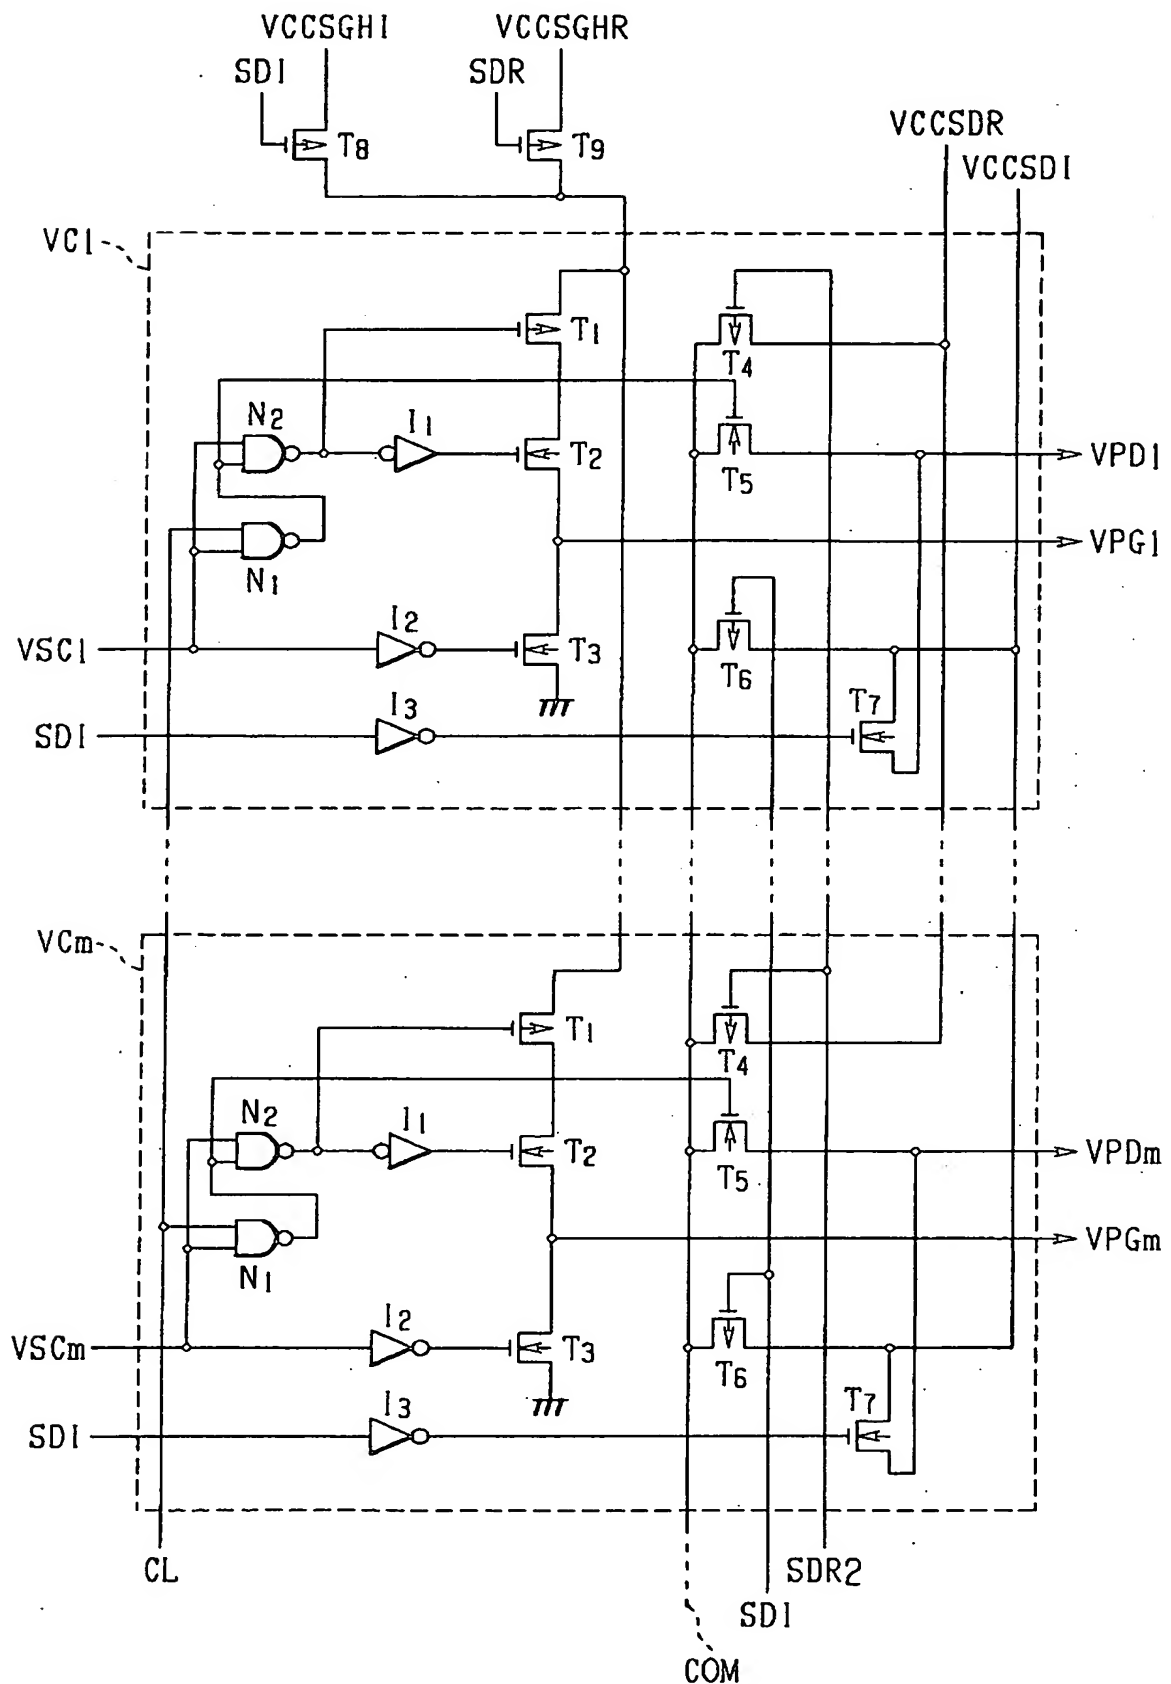 VCCSGHI VCCSGHR
SDI SDR
T8 T9
VCCSDR
VCCSDI
VC1
T1
T4
N2 I1
T2
T5
VPD1
VPG1
N1
VSC1
I2
T3
T6
SDI
I3
T7
VCm
T1
T4
N2 I1
T2
T5
VPDm
VPGm
N1
VSCm
I2
T3
T6
SDI
I3
T7
CL
SDR2
SDI
COM